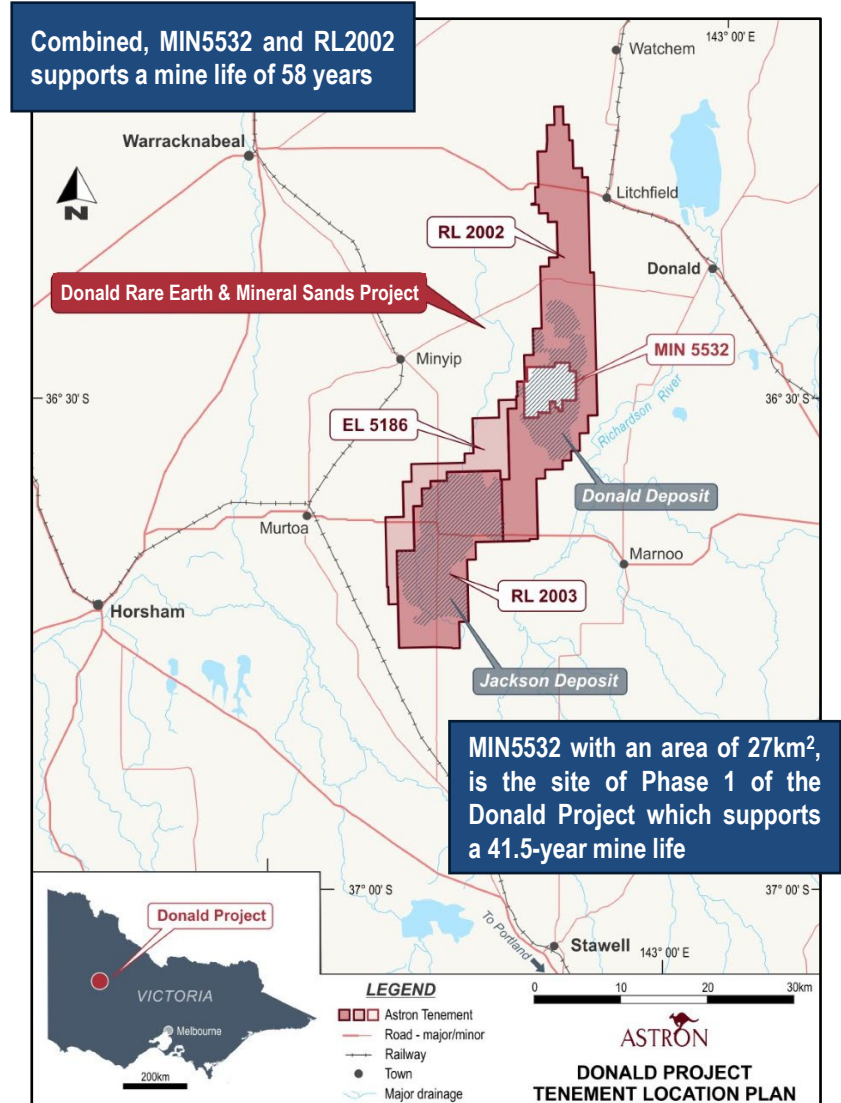 Combined, MIN5532 and RL2002
supports a mine life of 58 years
143° 00' E
Watchem
Warracknabeal
N
Litchfield
RL 2002
Donald
Donald Rare Earth & Mineral Sands Project
MIN 5532
Minyip
36° 30' S
36° 30' S
Richardson River
EL 5186
Donald Deposit
Murtoa
Marnoo
RL 2003
Horsham
Jackson Deposit
MIN5532 with an area of 27km²,
is the site of Phase 1 of the
Donald Project which supports
a 41.5-year mine life
37° 00' S
37° 00' S
To Portland
Stawell
143° 00' E
Donald Project
VICTORIA
Melbourne
200km
LEGEND
Astron Tenement
Road - major/minor
Railway
Town
Major drainage
0 10 20 30km
ASTRON
DONALD PROJECT
TENEMENT LOCATION PLAN